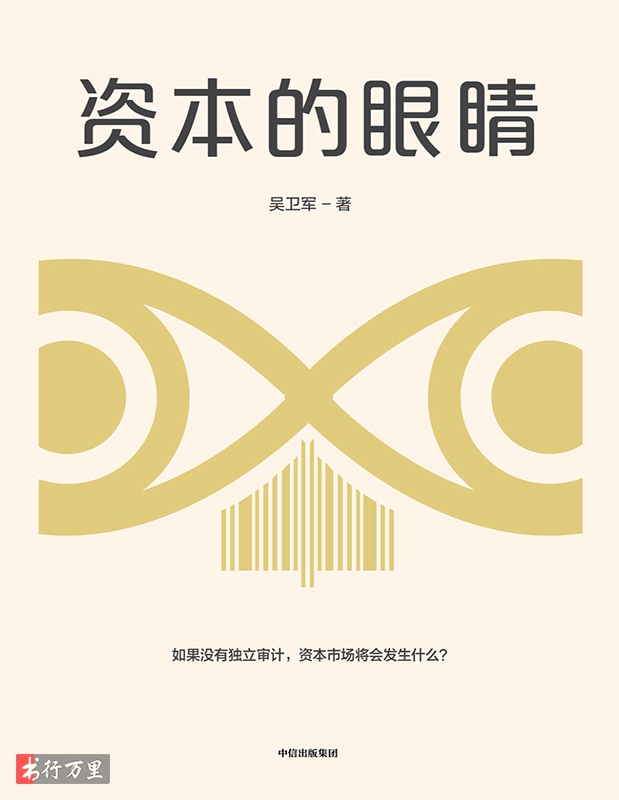 资本的眼睛
吴卫军 – 著
如果没有独立审计，资本市场将会发生什么？
中信出版集团
书行万里